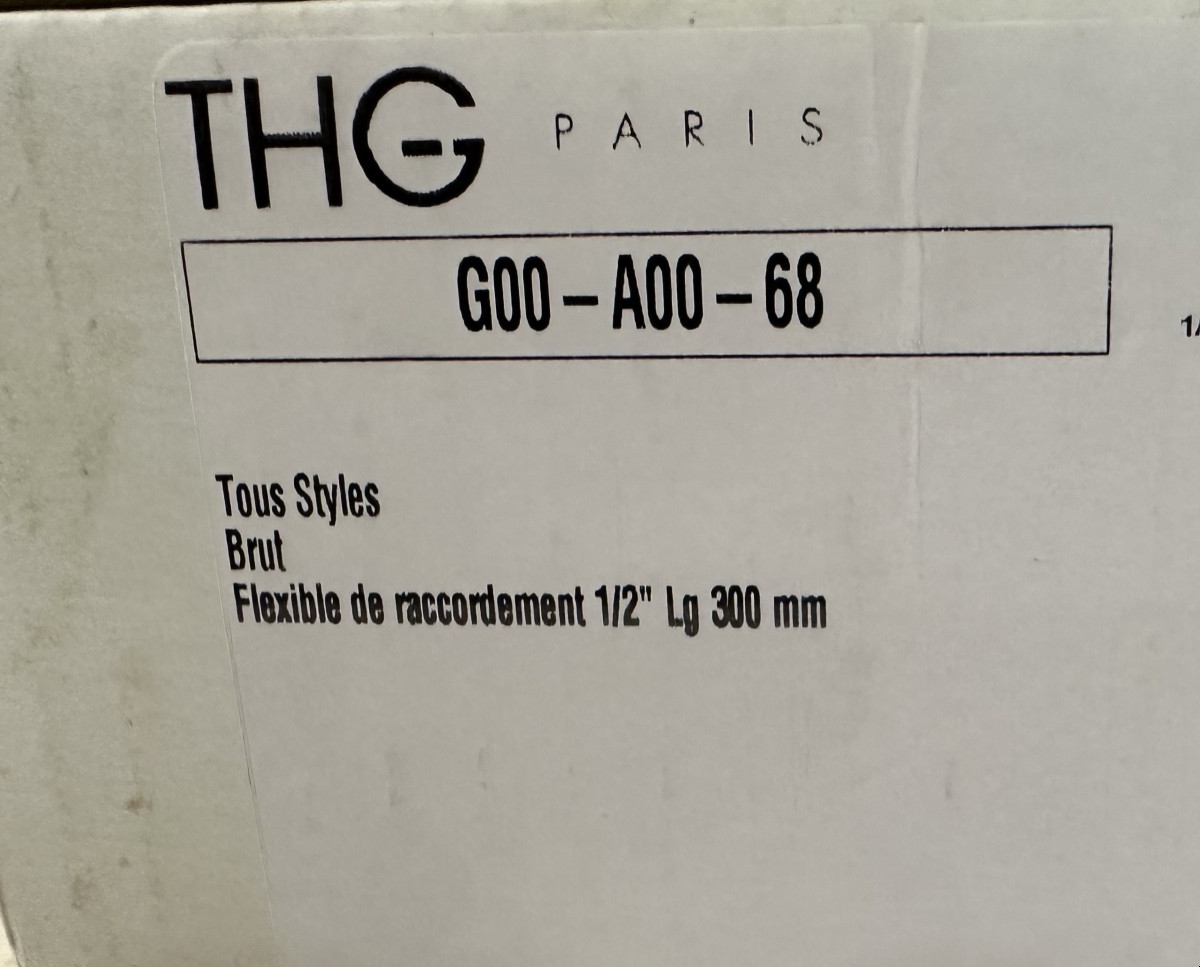 THG PARIS
G00-A00-68
Tous Styles
Brut
Flexible de raccordement 1/2" Lg 300 mm